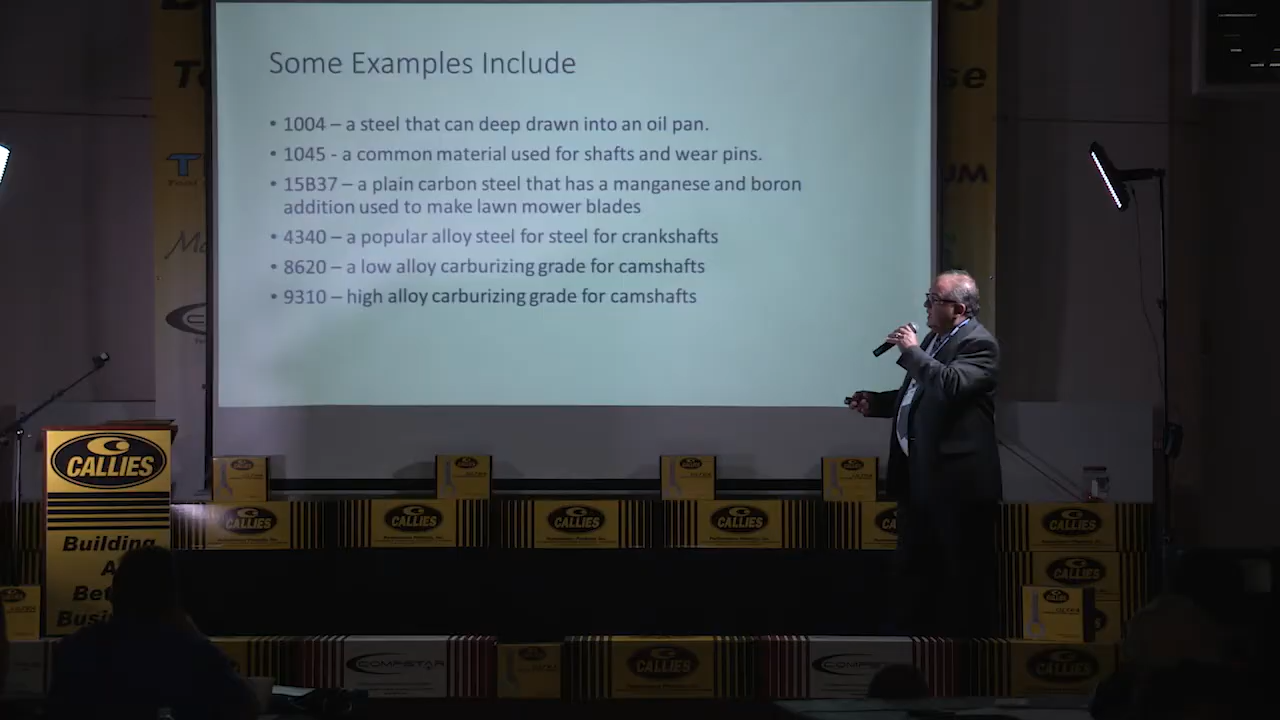 Some Examples Include
• 1004 – a steel that can deep drawn into an oil pan.
• 1045 - a common material used for shafts and wear pins.
• 15B37 – a plain carbon steel that has a manganese and boron
addition used to make lawn mower blades
• 4340 – a popular alloy steel for steel for crankshafts
• 8620 – a low alloy carburizing grade for camshafts
• 9310 – high alloy carburizing grade for camshafts
CALLIES
Building
CALLIES
CALLIES
CALLIES
CALLIES
CALLIES
CALLIES
COMPSTAR
CALLIES
CALLIES